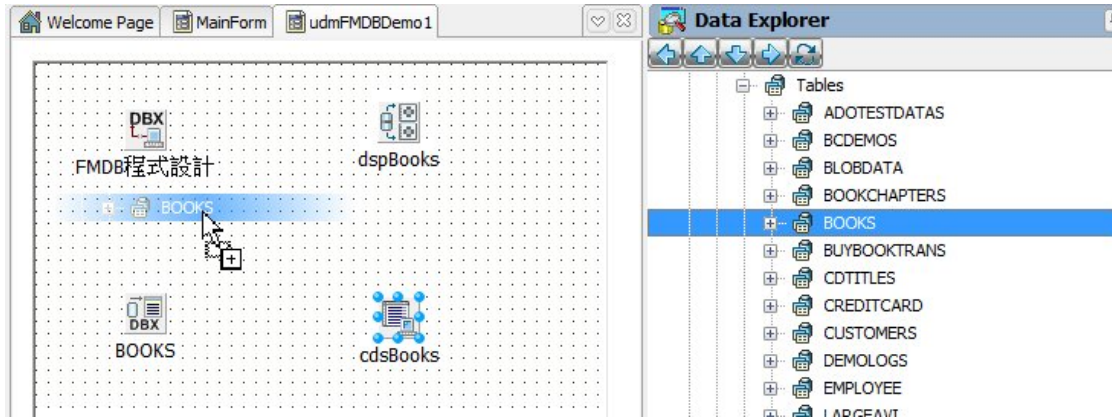 Welcome Page
MainForm
udmFMDBDemo1
DBX
FMDB程式設計
dspBooks
BOOKS
DBX
BOOKS
cdsBooks
Data Explorer
Tables
ADOTESTDATAS
BCDEMOS
BLOBDATA
BOOKCHAPTERS
BOOKS
BUYBOOKTRANS
CDTITLES
CREDITCARD
CUSTOMERS
DEMOLOGS
EMPLOYEE
LARGEAVI